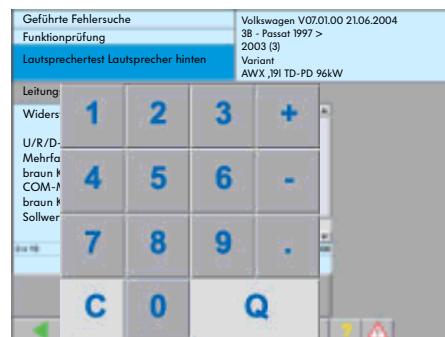 Geführte Fehlersuche
Funktionprüfung
Lautsprechertest Lautsprecher hinten
Volkswagen V07.01.00 21.06.2004
3B - Passat 1997 >
2003 (3)
Variant
AWX ,19l TD-PD 96kW
Leitung
Widers
U/R/D-
Mehrfa
braun K
COM-
braun K
Sollwer
1 2 3 +
4 5 6 -
7 8 9 .
C 0 Q
?